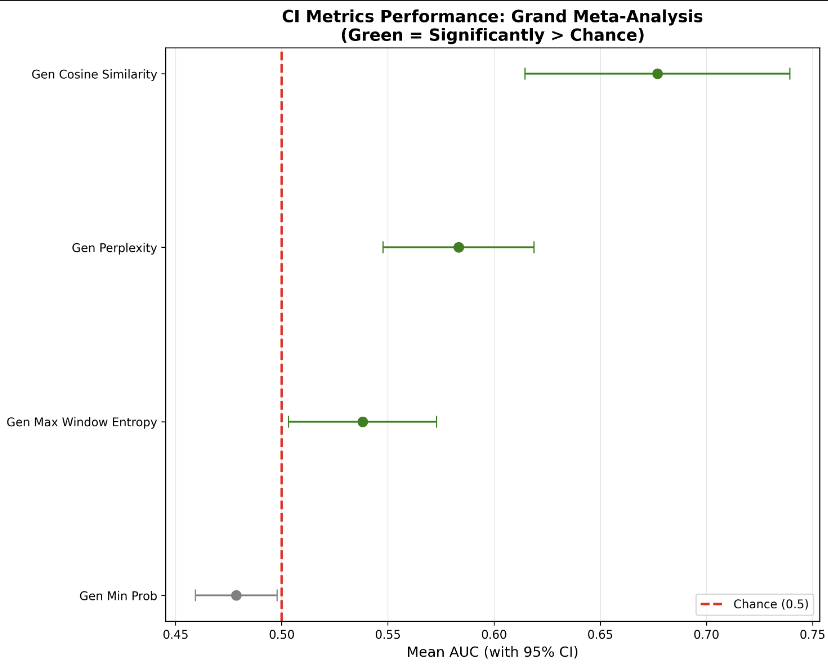 CI Metrics Performance: Grand Meta-Analysis
(Green = Significantly > Chance)
Gen Cosine Similarity
Gen Perplexity
Gen Max Window Entropy
Gen Min Prob
Chance (0.5)
0.45 0.50 0.55 0.60 0.65 0.70 0.75
Mean AUC (with 95% CI)